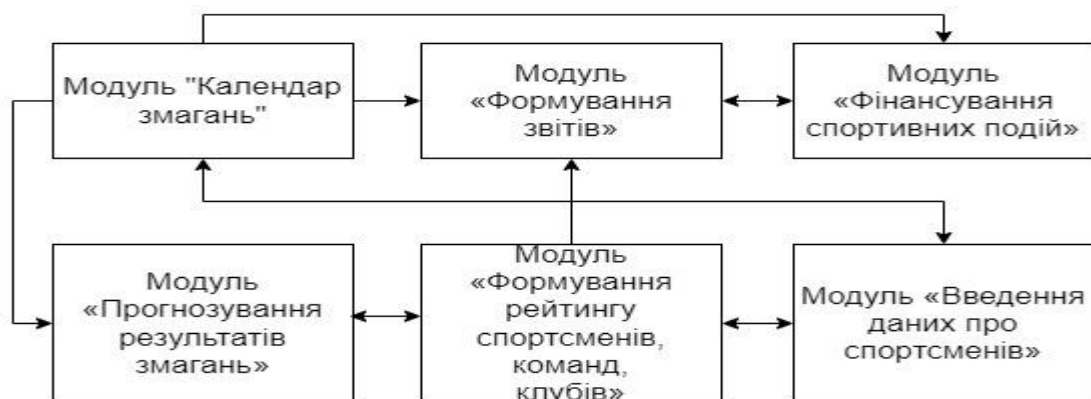 Модуль "Календар
змагань"
Модуль
«Формування
звітів»
Модуль
«Фінансування
спортивних подій»
Модуль
«Прогнозування
результатів
змагань»
Модуль
«Формування
рейтингу
спортсменів,
команд,
клубів»
Модуль «Введення
даних про
спортсменів»